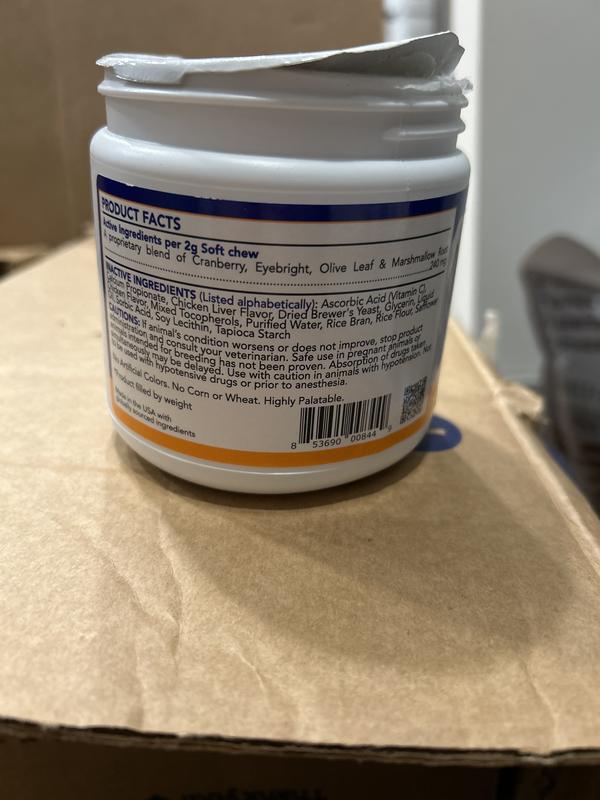 PRODUCT FACTS
Active Ingredients per 2g Soft chew
A proprietary blend of Cranberry, Eyebright, Olive Leaf & Marshmallow Root
240 mg
INACTIVE INGREDIENTS (Listed alphabetically): Ascorbic Acid (Vitamin C),
Calcium Propionate, Chicken Liver Flavor, Dried Brewer's Yeast, Glycerin, Liquid
Chicken Flavor, Mixed Tocopherols, Purified Water, Rice Bran, Rice Flour, Safflower
Oil, Sorbic Acid, Soy Lecithin, Tapioca Starch
CAUTIONS: If animal's condition worsens or does not improve, stop product
administration and consult your veterinarian. Safe use in pregnant animals or
animals intended for breeding has not been proven. Absorption of drugs taken
simultaneously may be delayed. Use with caution in animals with hypotension. Not
to be used with hypotensive drugs or prior to anesthesia.
No Artificial Colors. No Corn or Wheat. Highly Palatable.
Product filled by weight
Made in the USA with
globally sourced ingredients
8 53690 00844 9